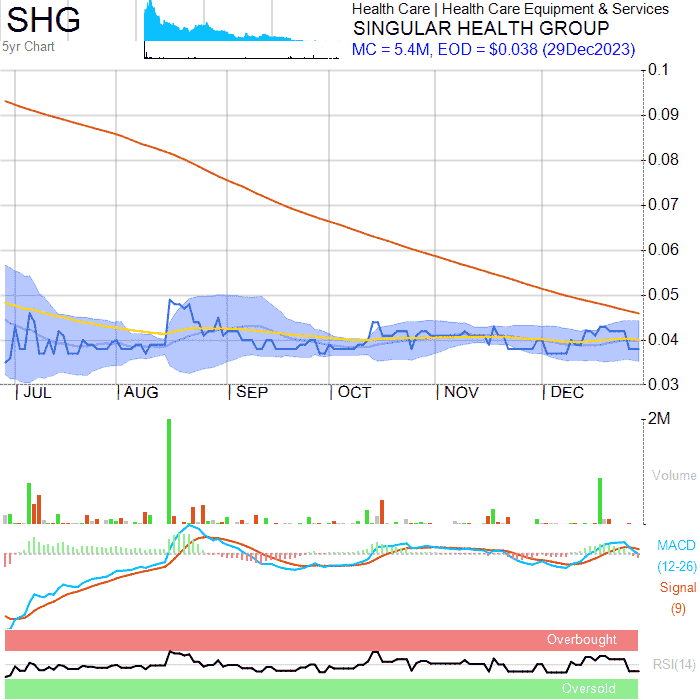 SHG
5yr Chart
Health Care | Health Care Equipment & Services
SINGULAR HEALTH GROUP
MC = 5.4M, EOD = $0.038 (29Dec2023)
0.1
0.09
0.08
0.07
0.06
0.05
0.04
0.03
JUL AUG SEP OCT NOV DEC
2M
Volume
MACD
(12-26)
Signal
(9)
Overbought
RSI(14)
Oversold